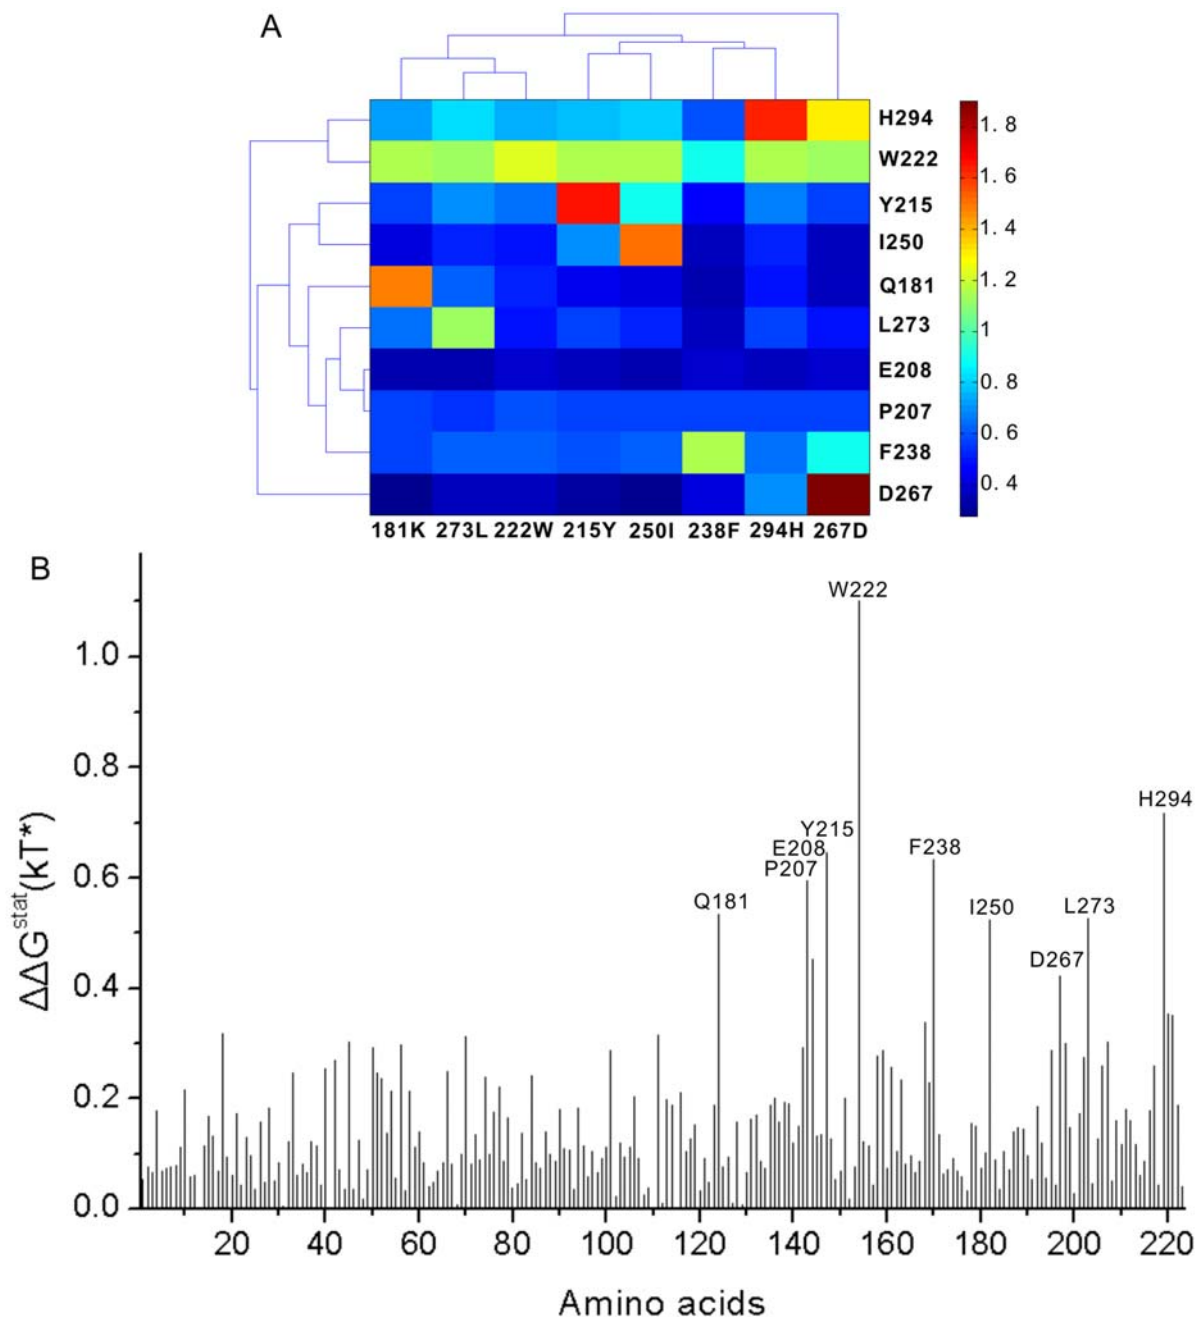 A
H294
W222
Y215
I250
Q181
L273
E208
P207
F238
D267
1. 8
1. 6
1. 4
1. 2
1
0. 8
0. 6
0. 4
181K 273L 222W 215Y 250I 238F 294H 267D
B
W222
H294
Y215
E208
F238
P207
Q181
I250
L273
D267
1.0
0.8
0.6
0.4
0.2
0.0
ΔΔG^stat(kT*)
20 40 60 80 100 120 140 160 180 200 220
Amino acids